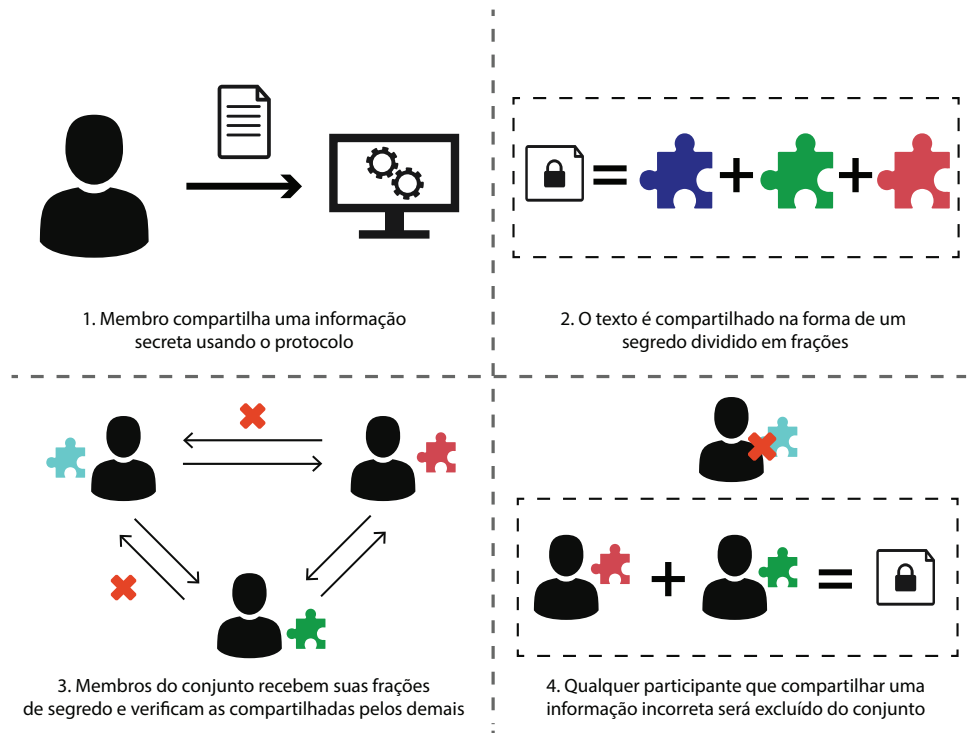 1. Membro compartilha uma informação
secreta usando o protocolo
2. O texto é compartilhado na forma de um
segredo dividido em frações
3. Membros do conjunto recebem suas frações
de segredo e verificam as compartilhadas pelos demais
4. Qualquer participante que compartilhar uma
informação incorreta será excluído do conjunto